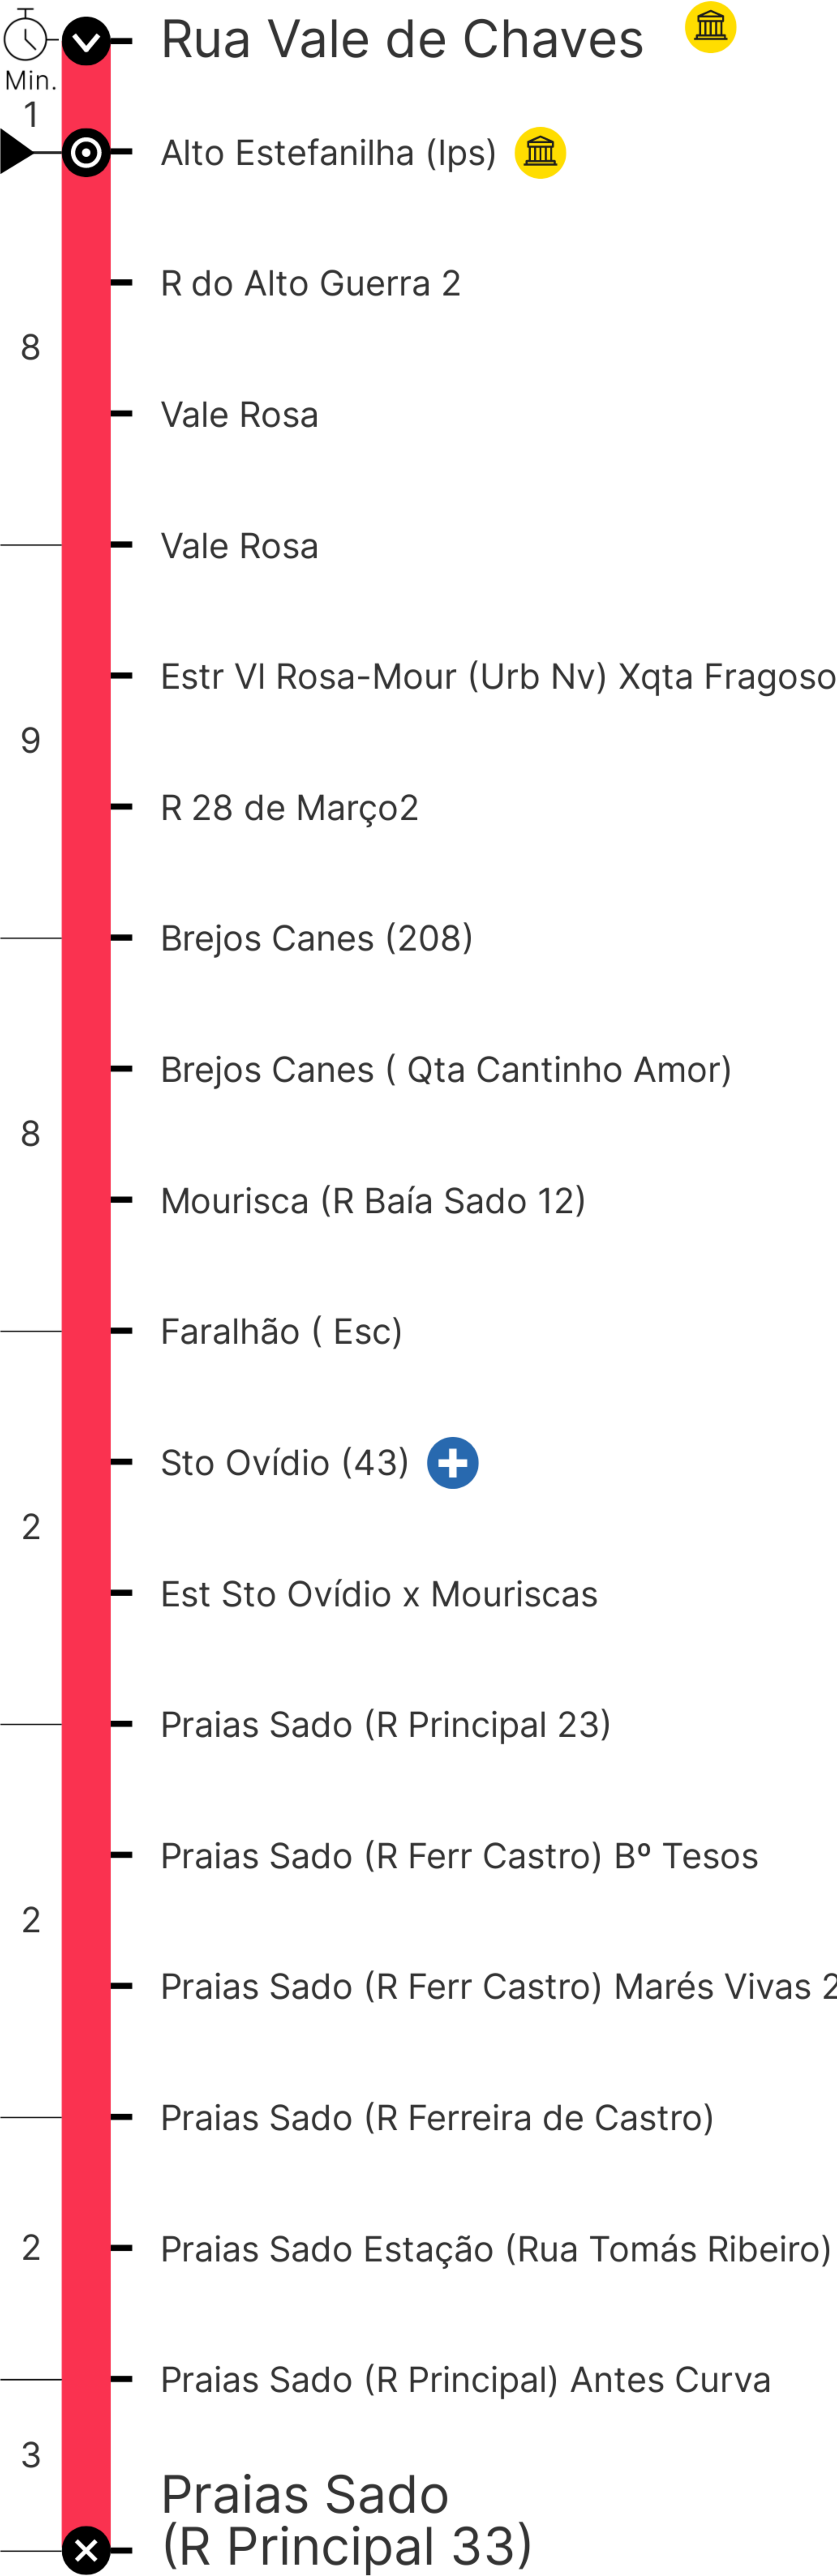 Rua Vale de Chaves
Min.
1
Alto Estefanilha (Ips)
R do Alto Guerra 2
8
Vale Rosa
Vale Rosa
Estr Vl Rosa-Mour (Urb Nv) Xqta Fragoso
9
R 28 de Março2
Brejos Canes (208)
Brejos Canes ( Qta Cantinho Amor)
8
Mourisca (R Baía Sado 12)
Faralhão ( Esc)
Sto Ovídio (43)
2
Est Sto Ovídio x Mouriscas
Praias Sado (R Principal 23)
Praias Sado (R Ferr Castro) Bº Tesos
2
Praias Sado (R Ferr Castro) Marés Vivas 2
Praias Sado (R Ferreira de Castro)
2
Praias Sado Estação (Rua Tomás Ribeiro)
Praias Sado (R Principal) Antes Curva
3
Praias Sado
(R Principal 33)